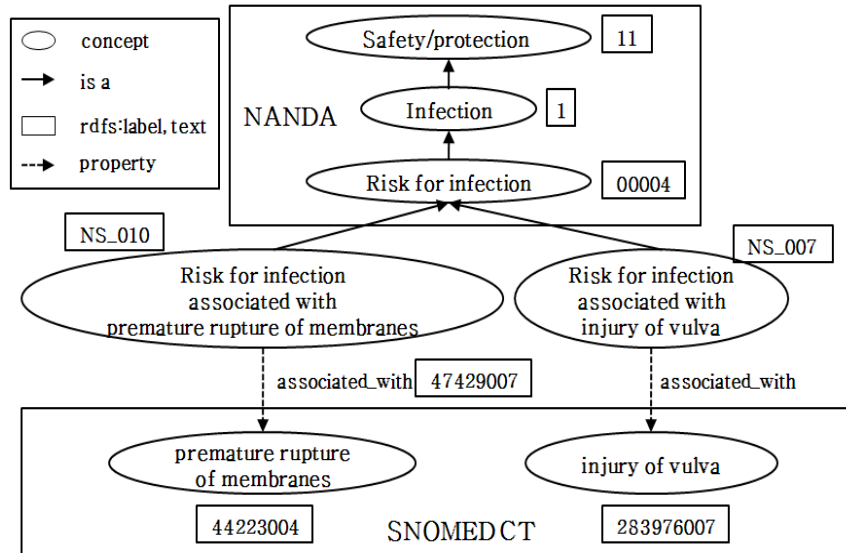 concept
is a
rdfs:label, text
property
Safety/protection
11
Infection
1
NANDA
Risk for infection
00004
NS_010
NS_007
Risk for infection
associated with
premature rupture of membranes
Risk for infection
associated with
injury of vulva
associated_with
47429007
associated_with
premature rupture
of membranes
injury of vulva
44223004
SNOMED CT
283976007